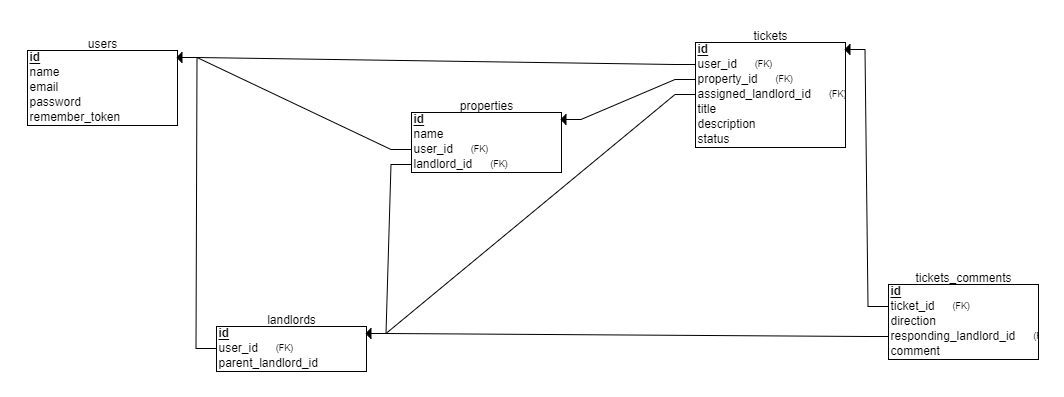 users
id
name
email
password
remember_token
properties
id
name
user_id (FK)
landlord_id (FK)
tickets
id
user_id (FK)
property_id (FK)
assigned_landlord_id (FK
title
description
status
landlords
id
user_id (FK)
parent_landlord_id
tickets_comments
id
ticket_id (FK)
direction
responding_landlord_id (
comment